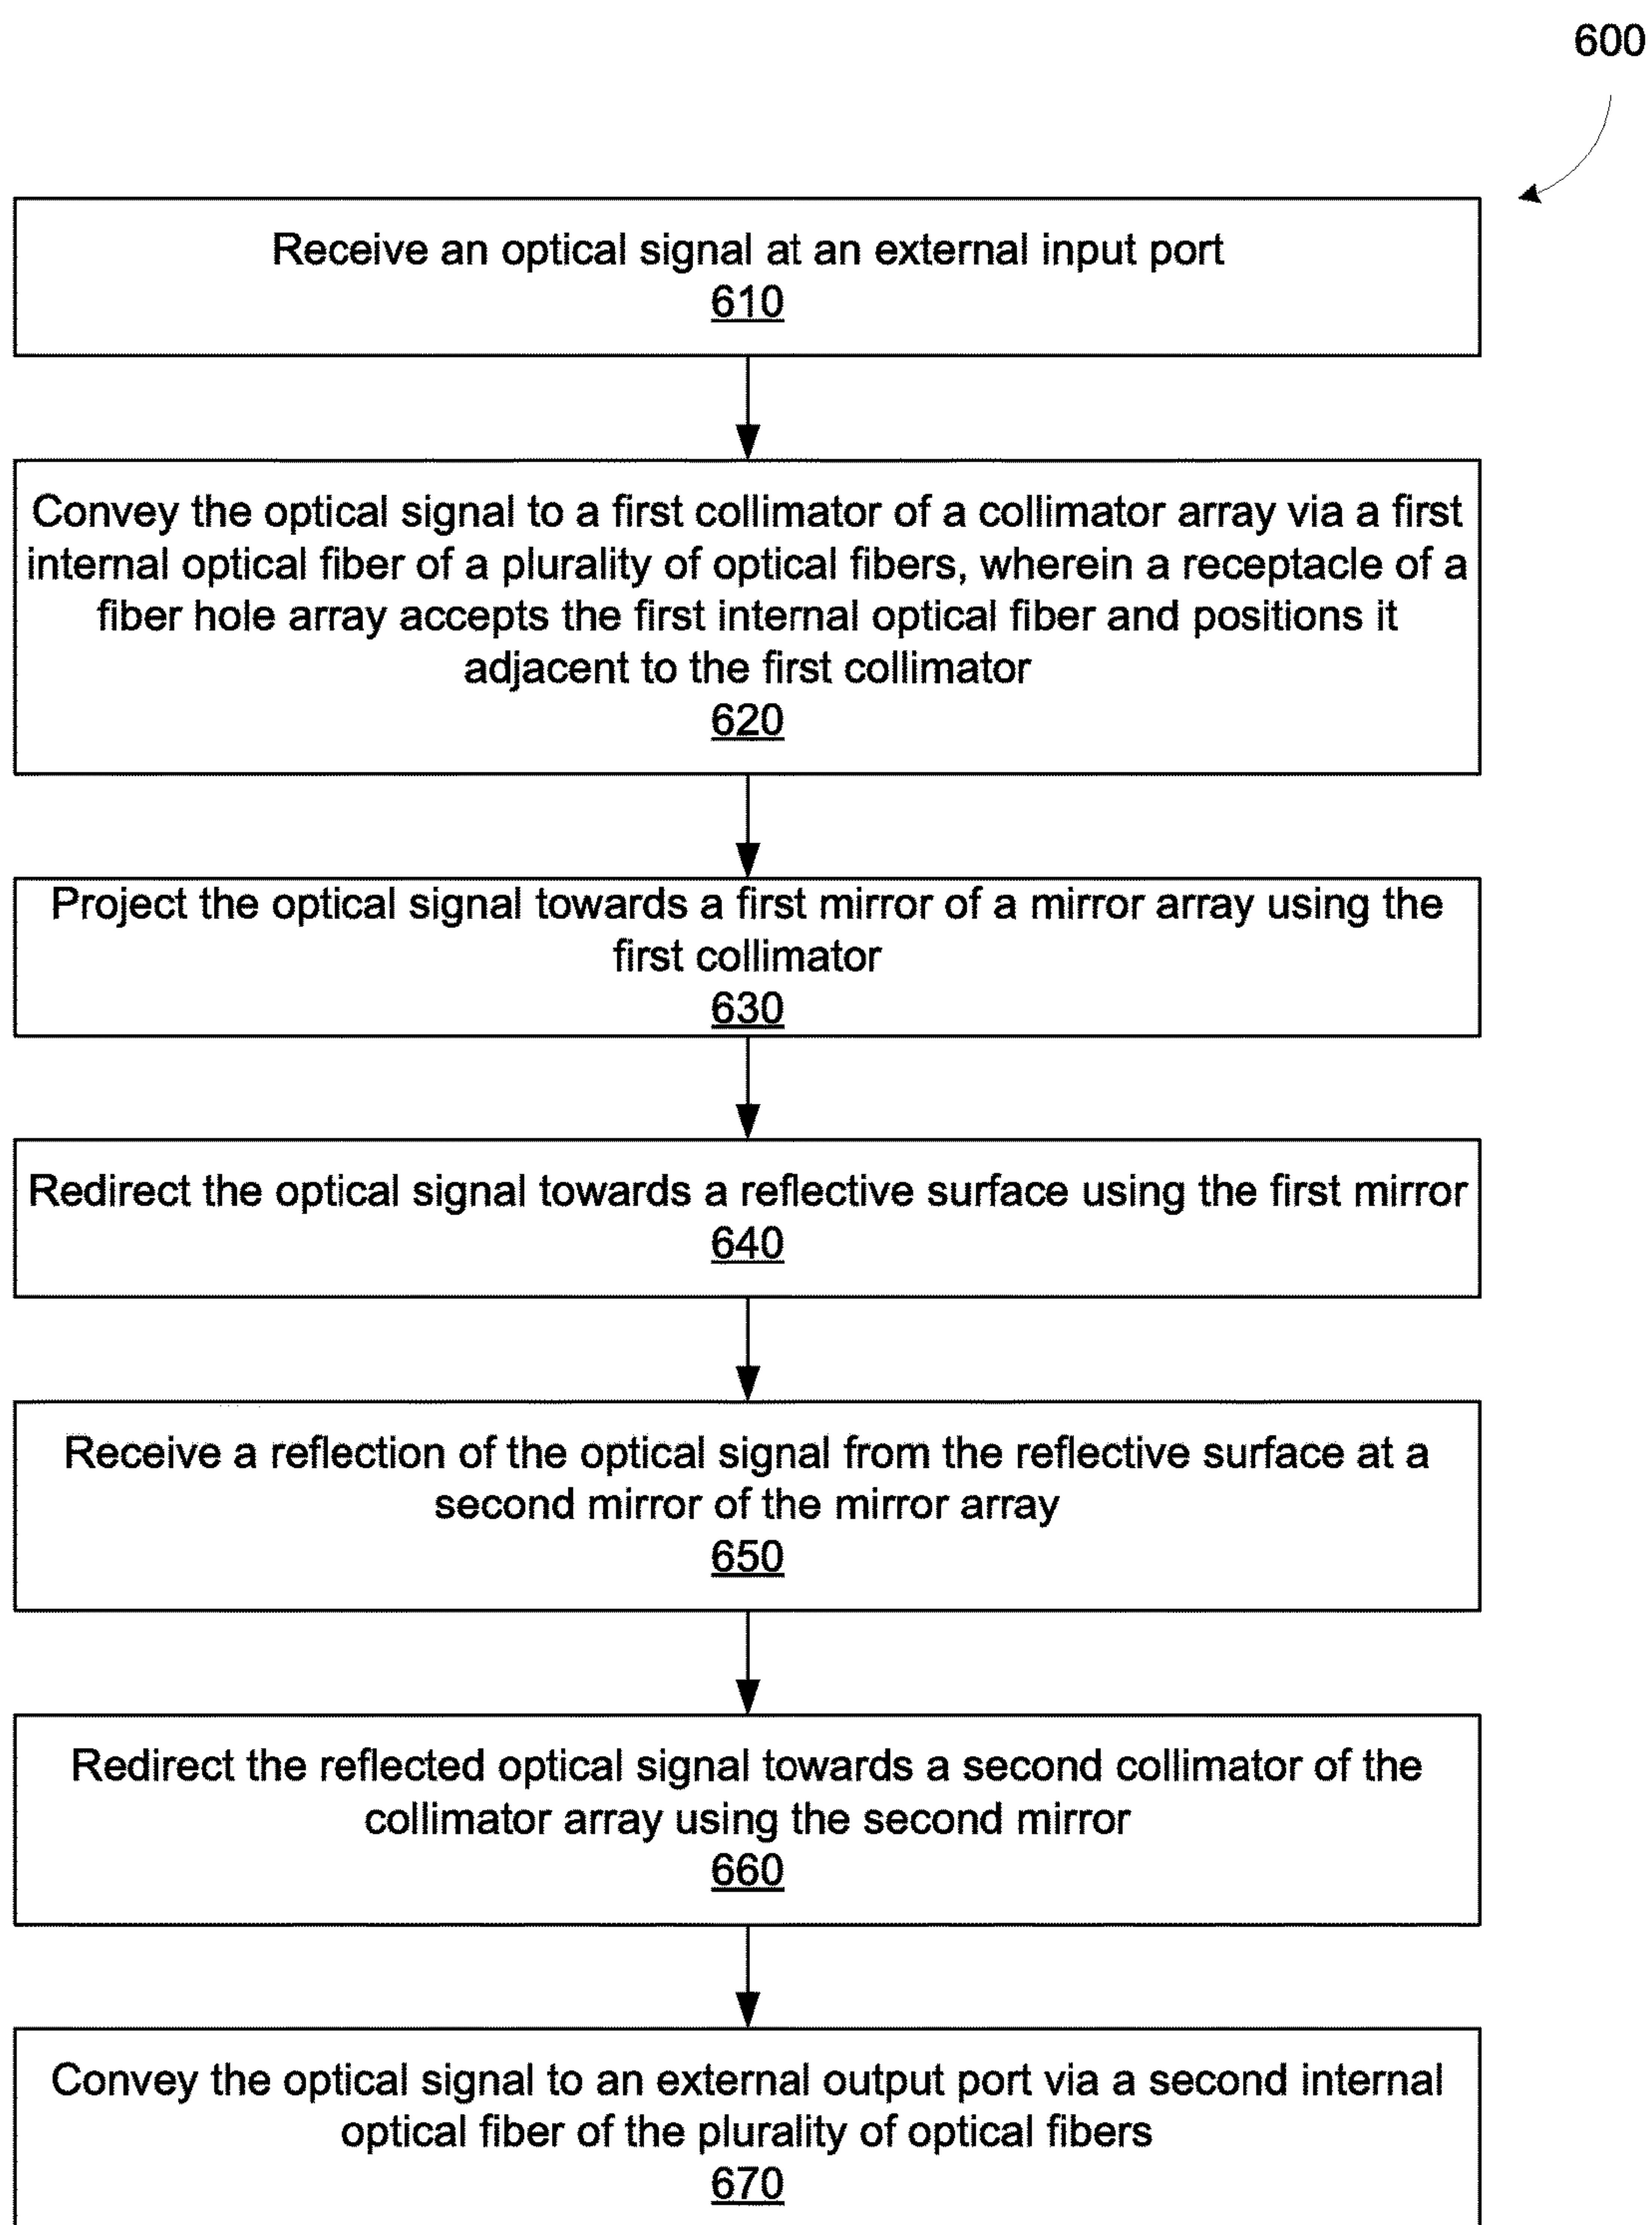 600
Receive an optical signal at an external input port
610
Convey the optical signal to a first collimator of a collimator array via a first
internal optical fiber of a plurality of optical fibers, wherein a receptacle of a
fiber hole array accepts the first internal optical fiber and positions it
adjacent to the first collimator
620
Project the optical signal towards a first mirror of a mirror array using the
first collimator
630
Redirect the optical signal towards a reflective surface using the first mirror
640
Receive a reflection of the optical signal from the reflective surface at a
second mirror of the mirror array
650
Redirect the reflected optical signal towards a second collimator of the
collimator array using the second mirror
660
Convey the optical signal to an external output port via a second internal
optical fiber of the plurality of optical fibers
670